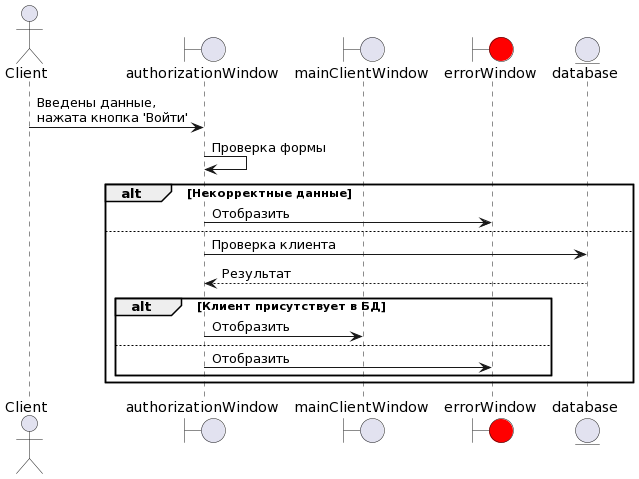 Client
authorizationWindow
mainClientWindow
errorWindow
database
Введены данные,
нажата кнопка 'Войти'
Проверка формы
alt
[Некорректные данные]
Отобразить
Проверка клиента
Результат
alt
[Клиент присутствует в БД]
Отобразить
Отобразить
Client
authorizationWindow
mainClientWindow
errorWindow
database